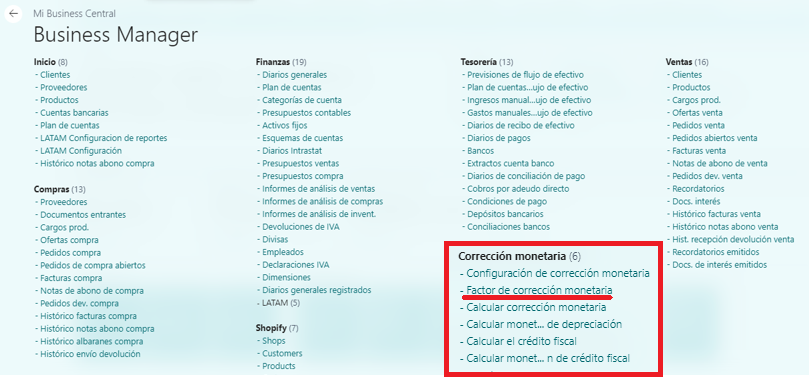 Mi Business Central
Business Manager
Inicio (8)
- Clientes
- Proveedores
- Productos
- Cuentas bancarias
- Plan de cuentas
- LATAM Configuracion de reportes
- LATAM Configuración
- Histórico notas abono compra
Compras (13)
- Proveedores
- Documentos entrantes
- Cargos prod.
- Ofertas compra
- Pedidos compra
- Pedidos de compra abiertos
- Facturas compra
- Notas de abono de compra
- Pedidos dev. compra
- Histórico facturas compra
- Histórico notas abono compra
- Histórico albaranes compra
- Histórico envío devolución
Finanzas (19)
- Diarios generales
- Plan de cuentas
- Categorías de cuenta
- Presupuestos contables
- Activos fijos
- Esquemas de cuentas
- Diarios Intrastat
- Presupuestos ventas
- Presupuestos compra
- Informes de análisis de ventas
- Informes de análisis de compras
- Informes de análisis de invent.
- Devoluciones de IVA
- Divisas
- Empleados
- Declaraciones IVA
- Dimensiones
- Diarios generales registrados
- LATAM (5)
Shopify (7)
- Shops
- Customers
- Products
Tesorería (13)
- Previsiones de flujo de efectivo
- Plan de cuentas...ujo de efectivo
- Ingresos manual...ujo de efectivo
- Gastos manuales...ujo de efectivo
- Diarios de recibo de efectivo
- Diarios de pagos
- Bancos
- Extractos cuenta banco
- Diarios de conciliación de pago
- Cobros por adeudo directo
- Condiciones de pago
- Depósitos bancarios
- Conciliaciones bancos
Corrección monetaria (6)
- Configuración de corrección monetaria
- Factor de corrección monetaria
- Calcular corrección monetaria
- Calcular monet... de depreciación
- Calcular el crédito fiscal
- Calcular monet... n de crédito fiscal
Ventas (16)
- Clientes
- Productos
- Cargos prod.
- Ofertas venta
- Pedidos venta
- Pedidos abiertos venta
- Facturas venta
- Notas de abono de venta
- Pedidos dev. venta
- Recordatorios
- Docs. interés
- Histórico facturas venta
- Histórico notas abono venta
- Hist. recepción devolución venta
- Recordatorios emitidos
- Docs. de interés emitidos